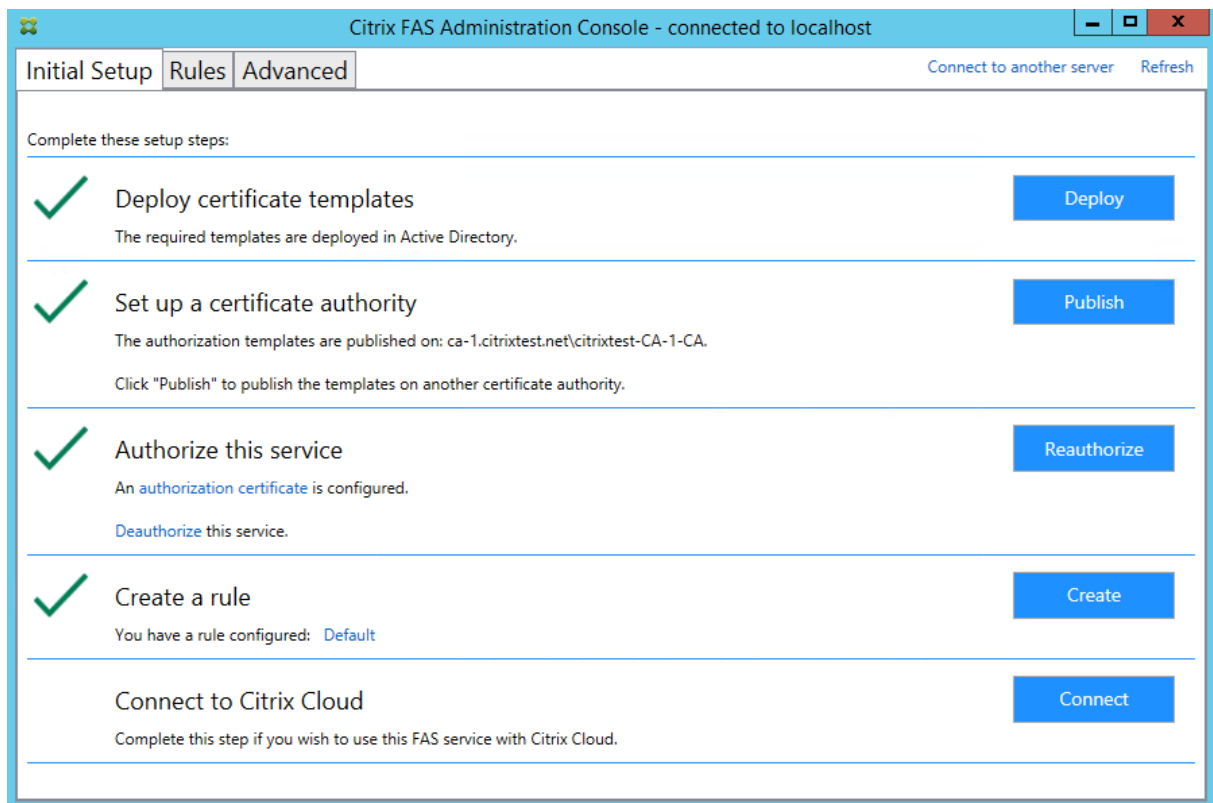 Citrix FAS Administration Console - connected to localhost
Initial Setup Rules Advanced Connect to another server Refresh
Complete these setup steps:
Deploy certificate templates Deploy
The required templates are deployed in Active Directory.
Set up a certificate authority Publish
The authorization templates are published on: ca-1.citrixtest.net\citrixtest-CA-1-CA.
Click "Publish" to publish the templates on another certificate authority.
Authorize this service Reauthorize
An authorization certificate is configured.
Deauthorize this service.
Create a rule Create
You have a rule configured: Default
Connect to Citrix Cloud Connect
Complete this step if you wish to use this FAS service with Citrix Cloud.